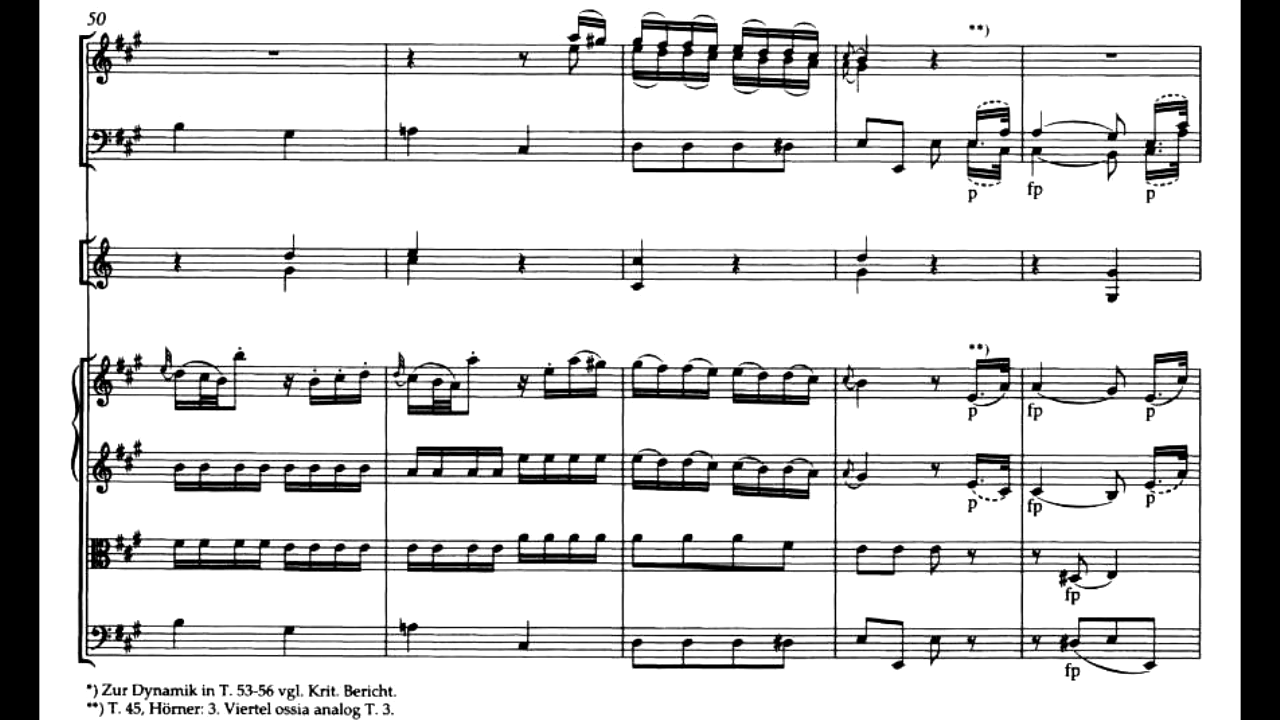 50
**)
p
fp
p
**)
p
fp
p
p
fp
p
fp
fp
*) Zur Dynamik in T. 53-56 vgl. Krit. Bericht.
**) T. 45, Hörner: 3. Viertel ossia analog T. 3.